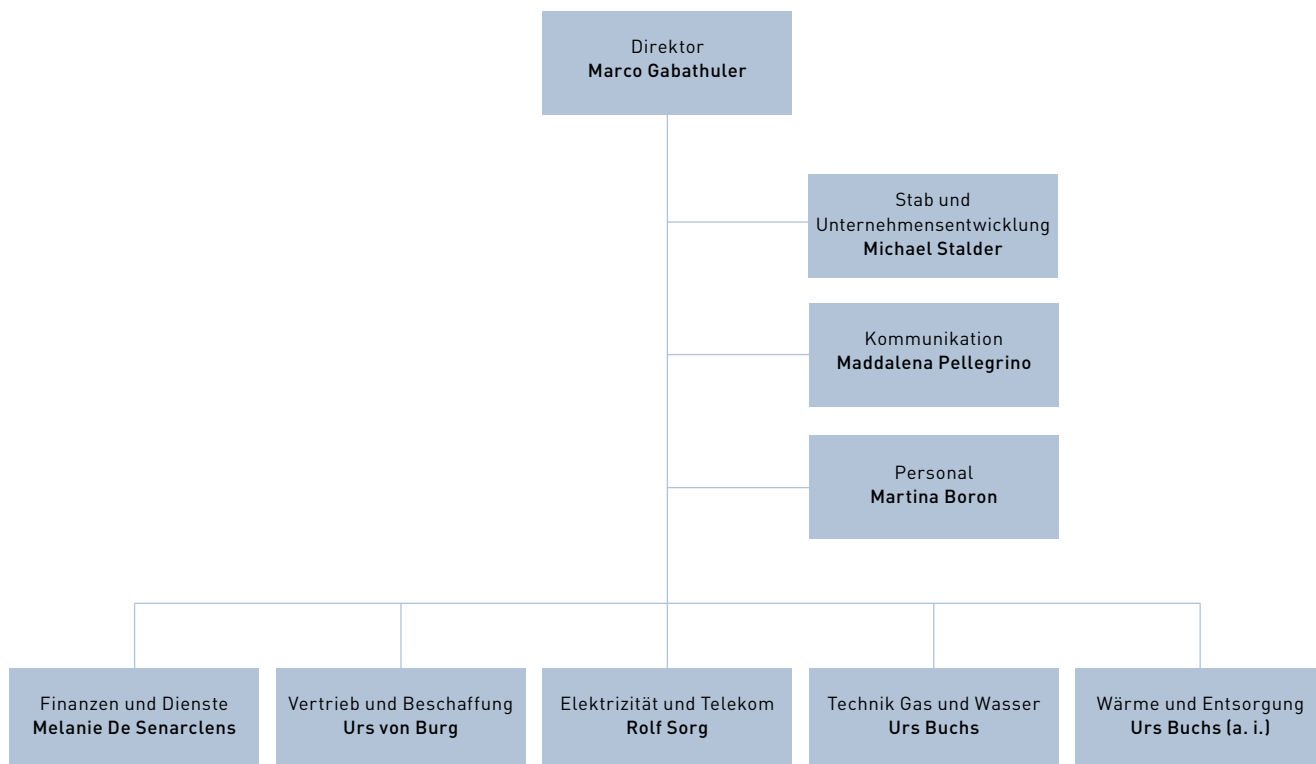 Direktor
Marco Gabathuler
Stab und
Unternehmensentwicklung
Michael Stalder
Kommunikation
Maddalena Pellegrino
Personal
Martina Boron
Finanzen und Dienste
Melanie De Senarclens
Vertrieb und Beschaffung
Urs von Burg
Elektrizität und Telekom
Rolf Sorg
Technik Gas und Wasser
Urs Buchs
Wärme und Entsorgung
Urs Buchs (a. i.)